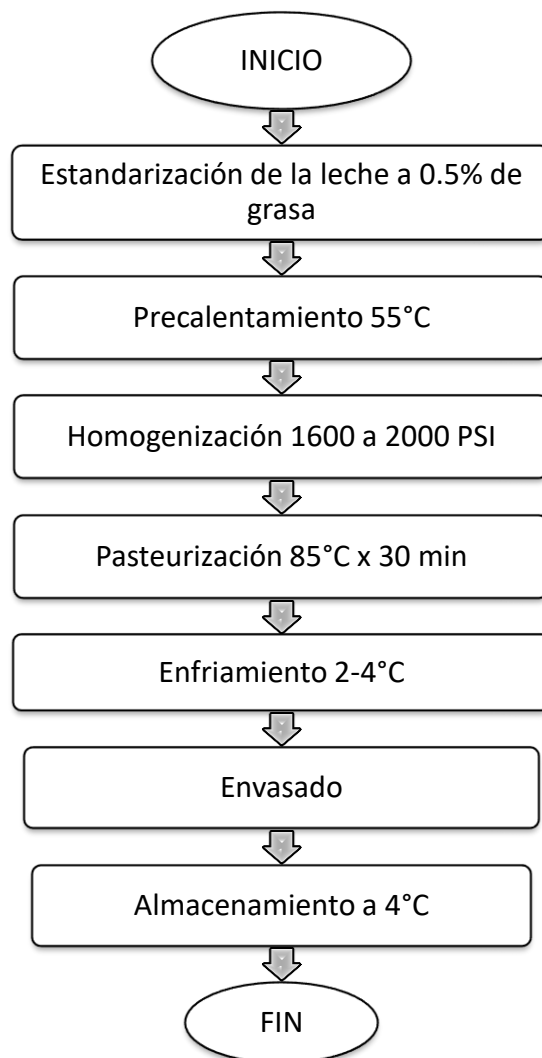 INICIO
Estandarización de la leche a 0.5% de
grasa
Precalentamiento 55°C
Homogenización 1600 a 2000 PSI
Pasteurización 85°C x 30 min
Enfriamiento 2-4°C
Envasado
Almacenamiento a 4°C
FIN